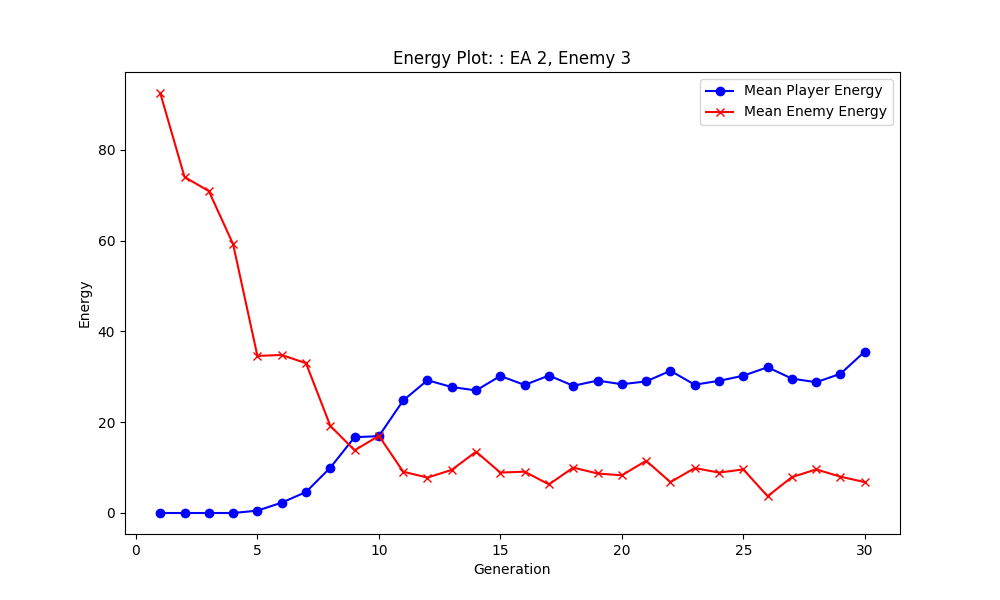 Energy Plot: : EA 2, Enemy 3
Mean Player Energy
Mean Enemy Energy
Energy
80
60
40
20
0
0 5 10 15 20 25 30
Generation